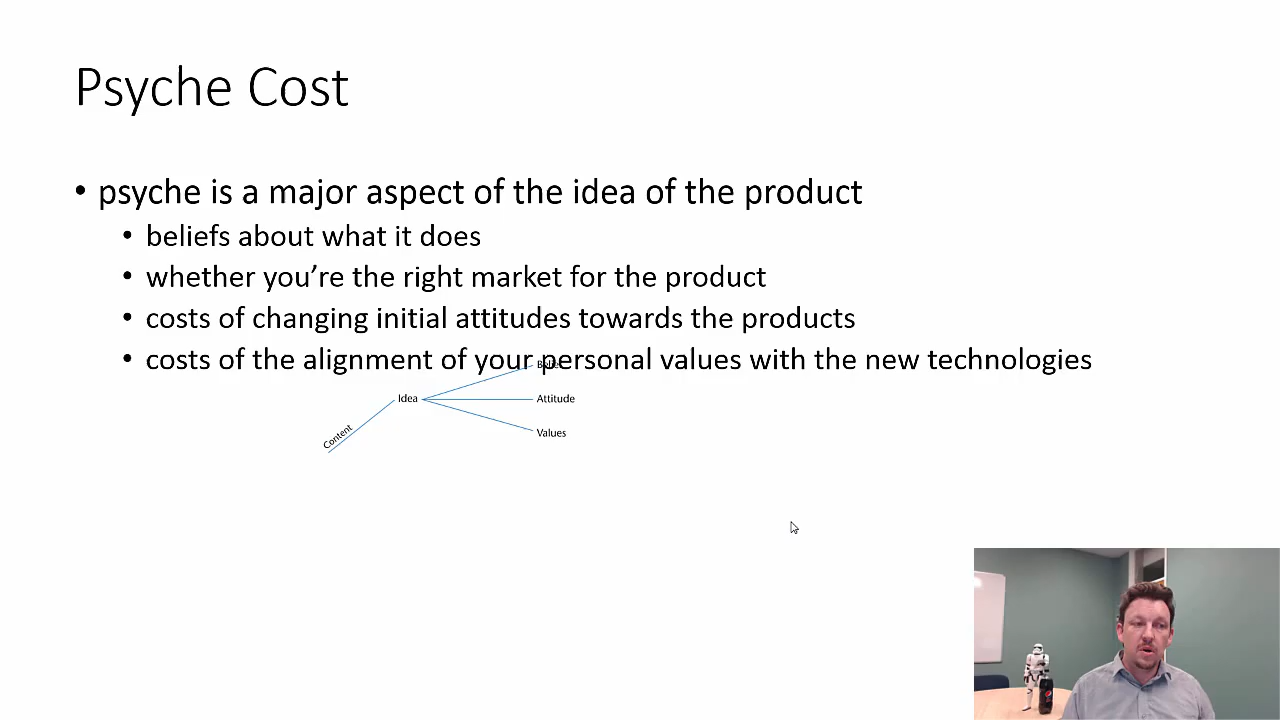 Psyche Cost
• psyche is a major aspect of the idea of the product
• beliefs about what it does
• whether you’re the right market for the product
• costs of changing initial attitudes towards the products
• costs of the alignment of your personal values with the new technologies
Idea
Attitude
Content
Values